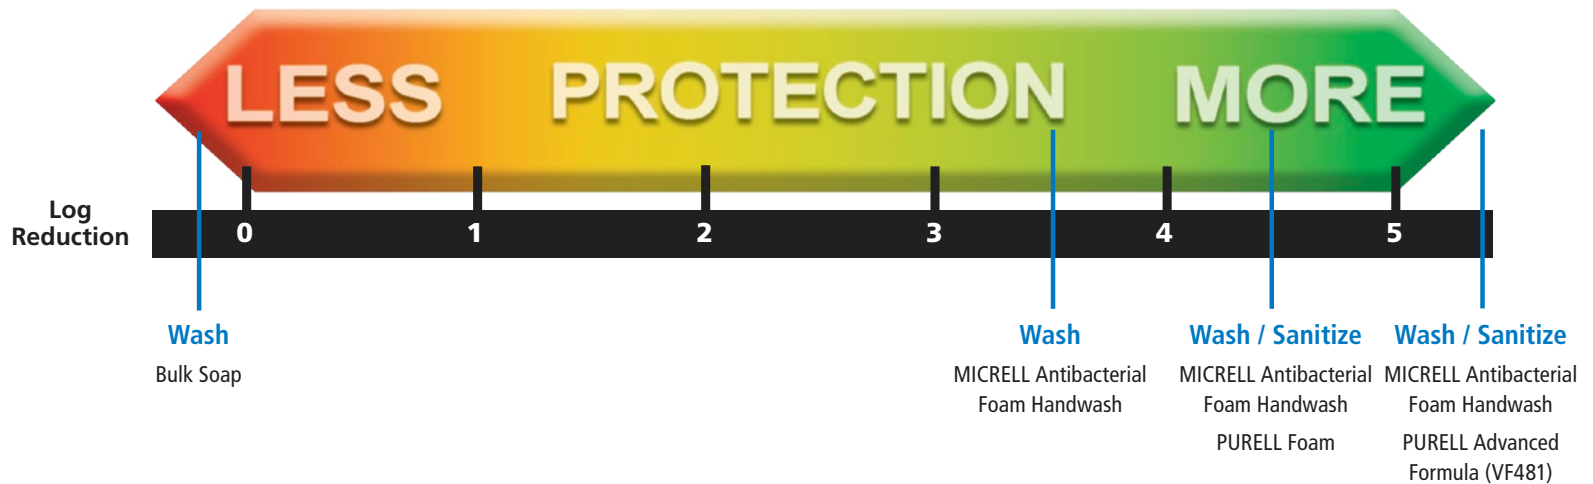 LESS PROTECTION MORE
Log
Reduction
0 1 2 3 4 5
Wash
Bulk Soap
Wash
MICRELL Antibacterial
Foam Handwash
Wash / Sanitize
MICRELL Antibacterial
Foam Handwash
PURELL Foam
Wash / Sanitize
MICRELL Antibacterial
Foam Handwash
PURELL Advanced
Formula (VF481)